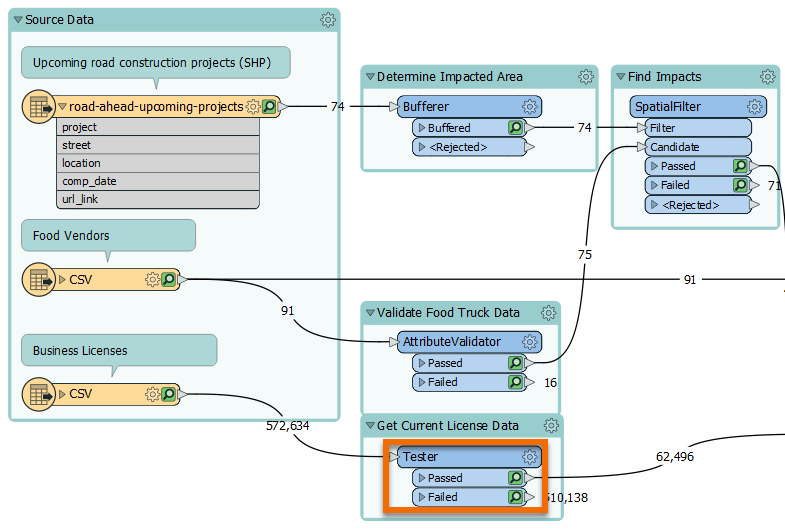 Source Data
Upcoming road construction projects (SHP)
road-ahead-upcoming-projects
project
street
location
comp_date
url_link
74
Food Vendors
CSV
91
91
Business Licenses
CSV
572,634
Determine Impacted Area
Bufferer
Buffered
<Rejected>
74
Find Impacts
SpatialFilter
Filter
Candidate
Passed
Failed
71
<Rejected>
75
Validate Food Truck Data
AttributeValidator
Passed
Failed
16
Get Current License Data
Tester
Passed
Failed
62,496
510,138